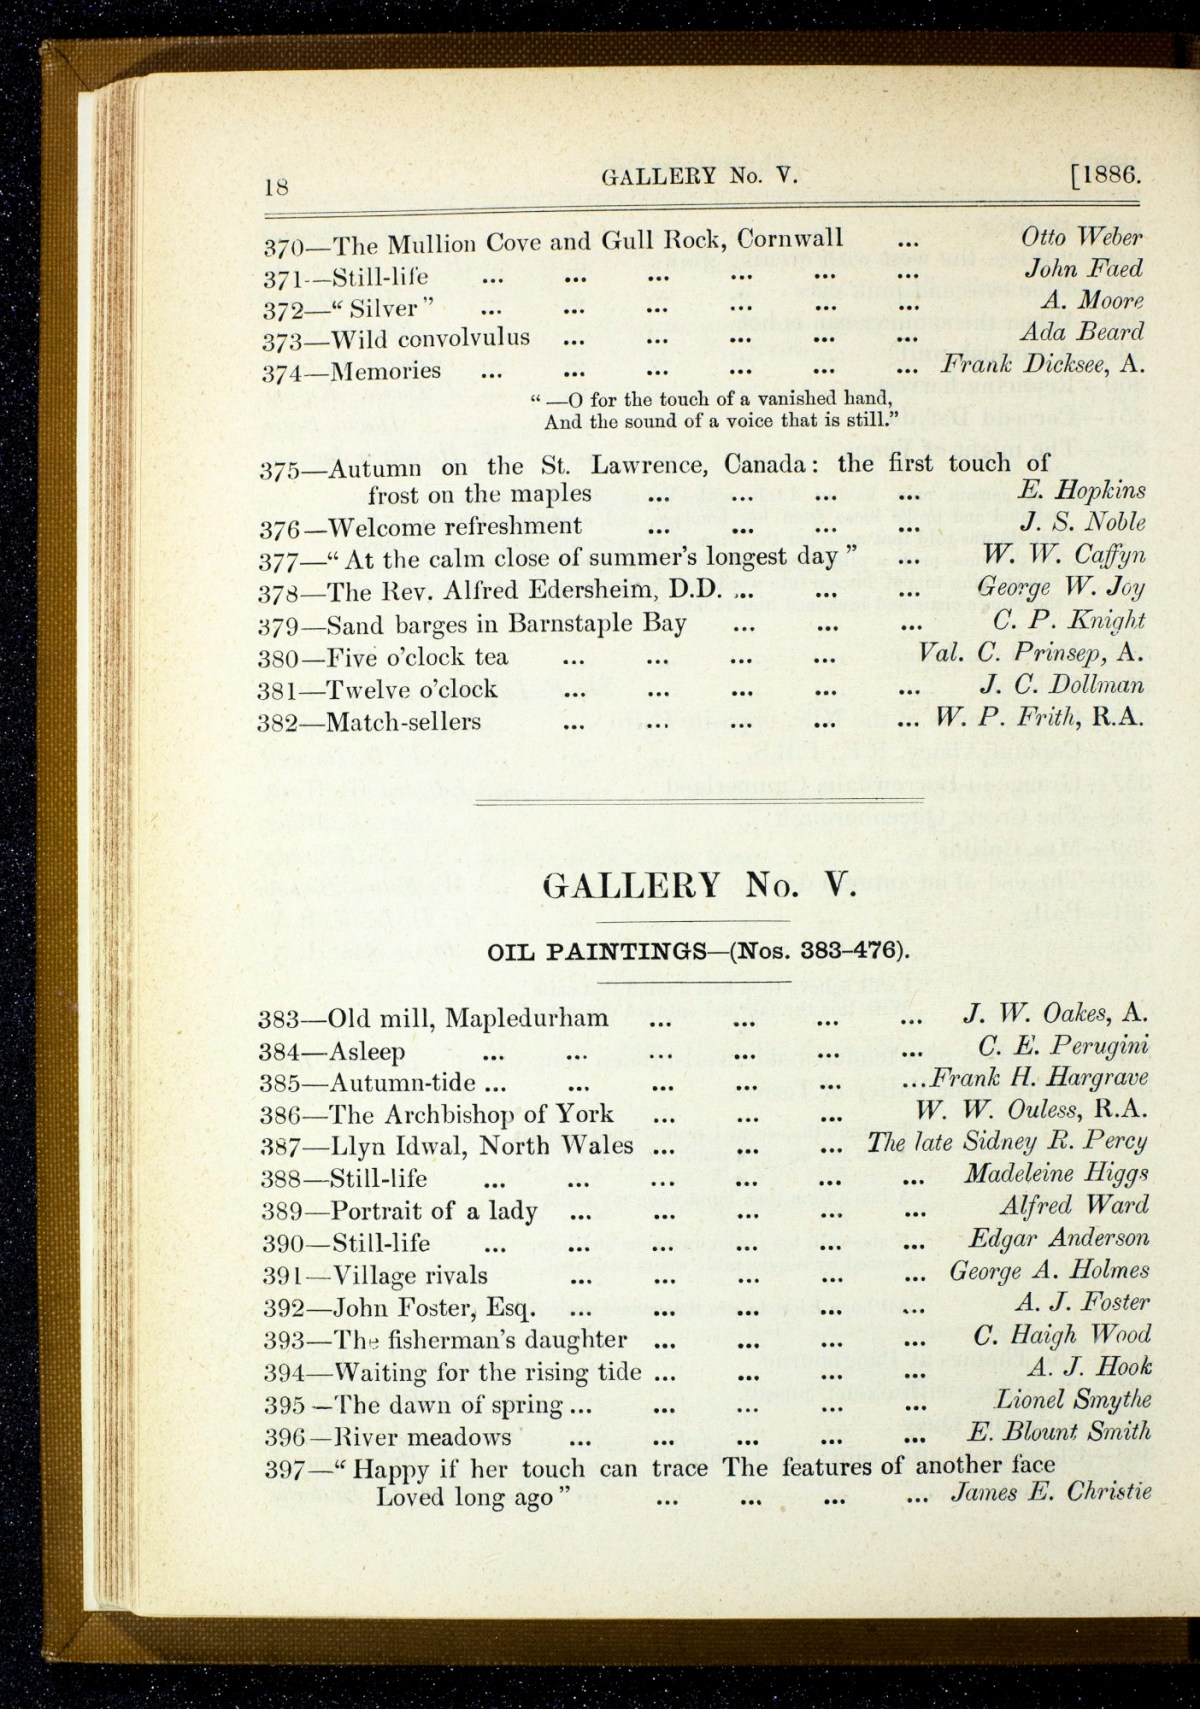 18 GALLERY No. V. [1886.
370—The Mullion Cove and Gull Rock, Cornwall ... Otto Weber
371—Still-life ... ... ... ... ... ... John Faed
372—“Silver” ... ... ... ... ... ... A. Moore
373—Wild convolvulus ... ... ... ... ... Ada Beard
374—Memories ... ... ... ... ... ... Frank Dicksee, A.
“—O for the touch of a vanished hand,
And the sound of a voice that is still.”
375—Autumn on the St. Lawrence, Canada: the first touch of
frost on the maples ... ... ... ... E. Hopkins
376—Welcome refreshment ... ... ... ... J. S. Noble
377—“At the calm close of summer’s longest day” ... W. W. Caffyn
378—The Rev. Alfred Edersheim, D.D. ... ... ... George W. Joy
379—Sand barges in Barnstaple Bay ... ... ... C. P. Knight
380—Five o’clock tea ... ... ... ... Val. C. Prinsep, A.
381—Twelve o’clock ... ... ... ... ... J. C. Dollman
382—Match-sellers ... ... ... ... ... W. P. Frith, R.A.
GALLERY No. V.
OIL PAINTINGS—(Nos. 383–476).
383—Old mill, Mapledurham ... ... ... ... J. W. Oakes, A.
384—Asleep ... ... ... ... ... ... C. E. Perugini
385—Autumn-tide ... ... ... ... ... ...Frank H. Hargrave
386—The Archbishop of York ... ... ... W. W. Ouless, R.A.
387—Llyn Idwal, North Wales ... ... ... The late Sidney R. Percy
388—Still-life ... ... ... ... ... ... Madeleine Higgs
389—Portrait of a lady ... ... ... ... ... Alfred Ward
390—Still-life ... ... ... ... ... ... Edgar Anderson
391—Village rivals ... ... ... ... ... George A. Holmes
392—John Foster, Esq. ... ... ... ... ... A. J. Foster
393—The fisherman’s daughter ... ... ... ... C. Haigh Wood
394—Waiting for the rising tide ... ... ... ... A. J. Hook
395—The dawn of spring ... ... ... ... ... Lionel Smythe
396—River meadows ... ... ... ... ... E. Blount Smith
397—“Happy if her touch can trace The features of another face
Loved long ago” ... ... ... ... James E. Christie